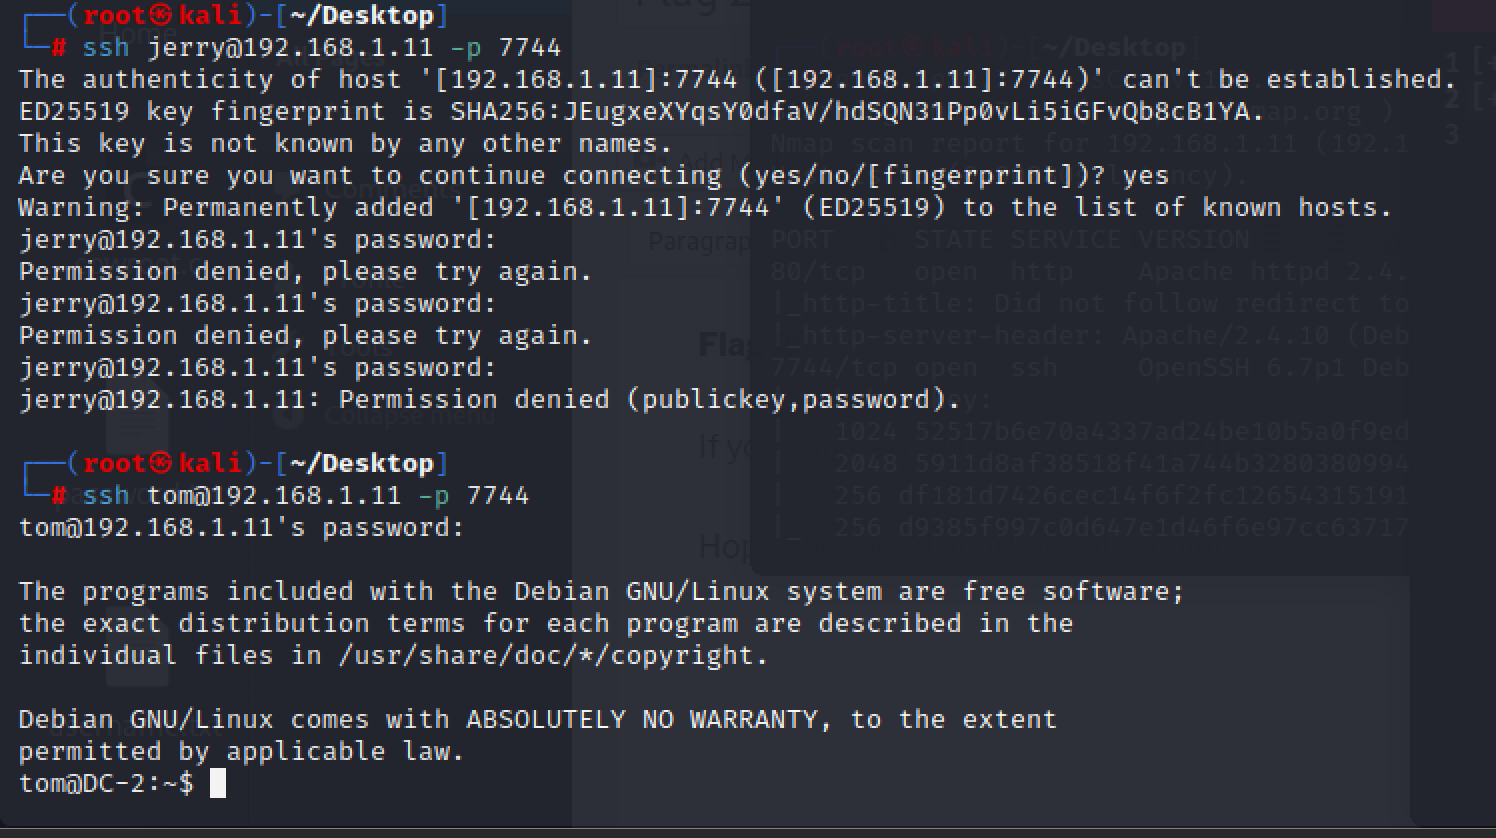 ┌──(root㉿kali)-[~/Desktop]
└─# ssh jerry@192.168.1.11 -p 7744
The authenticity of host '[192.168.1.11]:7744 ([192.168.1.11]:7744)' can't be established.
ED25519 key fingerprint is SHA256:JEugxeXYqsY0dfaV/hdSQN31Pp0vLi5iGFvQb8cB1YA.
This key is not known by any other names.
Are you sure you want to continue connecting (yes/no/[fingerprint])? yes
Warning: Permanently added '[192.168.1.11]:7744' (ED25519) to the list of known hosts.
jerry@192.168.1.11's password:
Permission denied, please try again.
jerry@192.168.1.11's password:
Permission denied, please try again.
jerry@192.168.1.11's password:
jerry@192.168.1.11: Permission denied (publickey,password).
┌──(root㉿kali)-[~/Desktop]
└─# ssh tom@192.168.1.11 -p 7744
tom@192.168.1.11's password:
The programs included with the Debian GNU/Linux system are free software;
the exact distribution terms for each program are described in the
individual files in /usr/share/doc/*/copyright.
Debian GNU/Linux comes with ABSOLUTELY NO WARRANTY, to the extent
permitted by applicable law.
tom@DC-2:~$